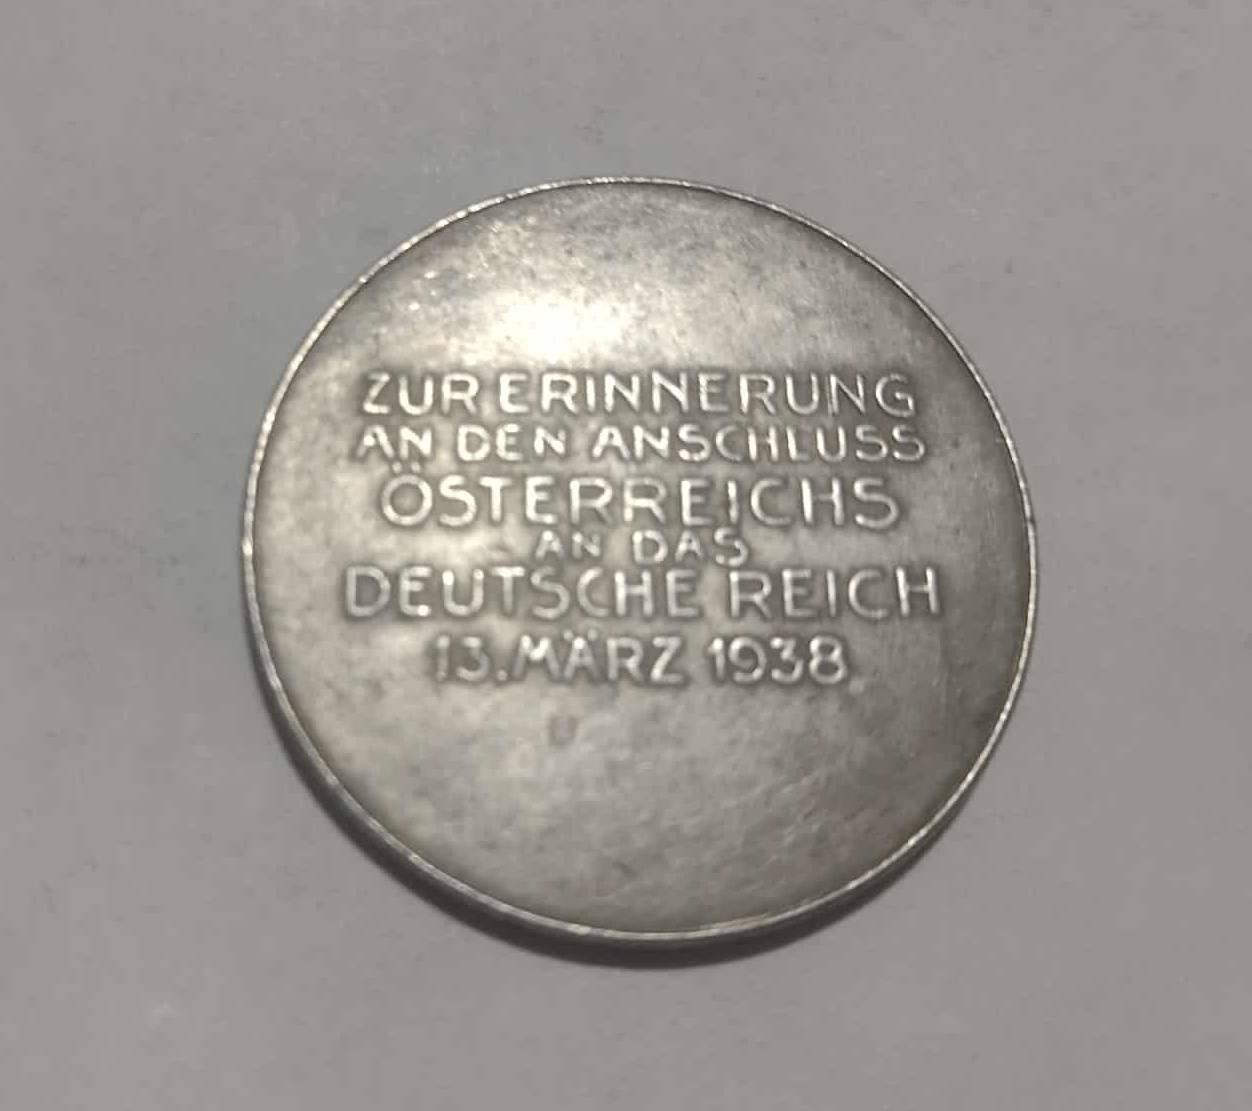 ZUR ERINNERUNG
AN DEN ANSCHLUSS
ÖSTERREICHS
AN DAS
DEUTSCHE REICH
13. MÄRZ 1938